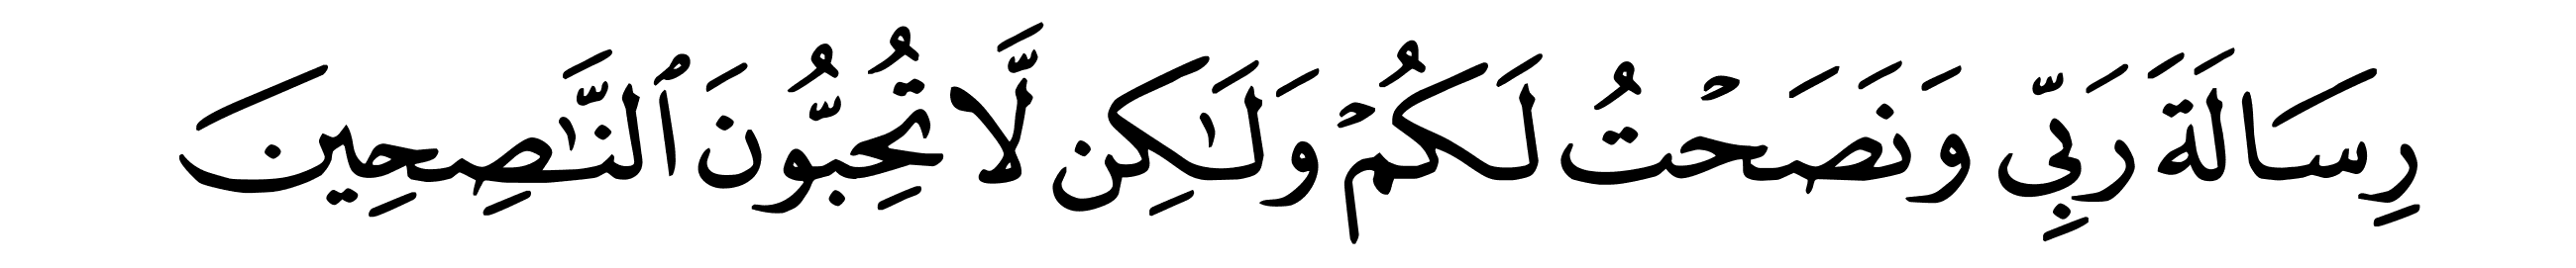 رِسَالَةَ رَبِّي وَنَصَحْتُ لَكُمْ وَلَٰكِن لَّا تُحِبُّونَ ٱلنَّٰصِحِينَ